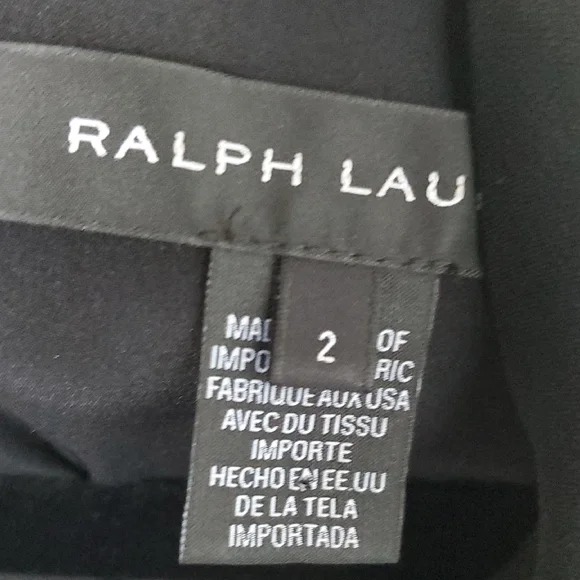 RALPH LAU
2
MAD OF
IMPO RIC
FABRIQUE AUX USA
AVEC DU TISSU
IMPORTE
HECHO EN EE.UU
DE LA TELA
IMPORTADA